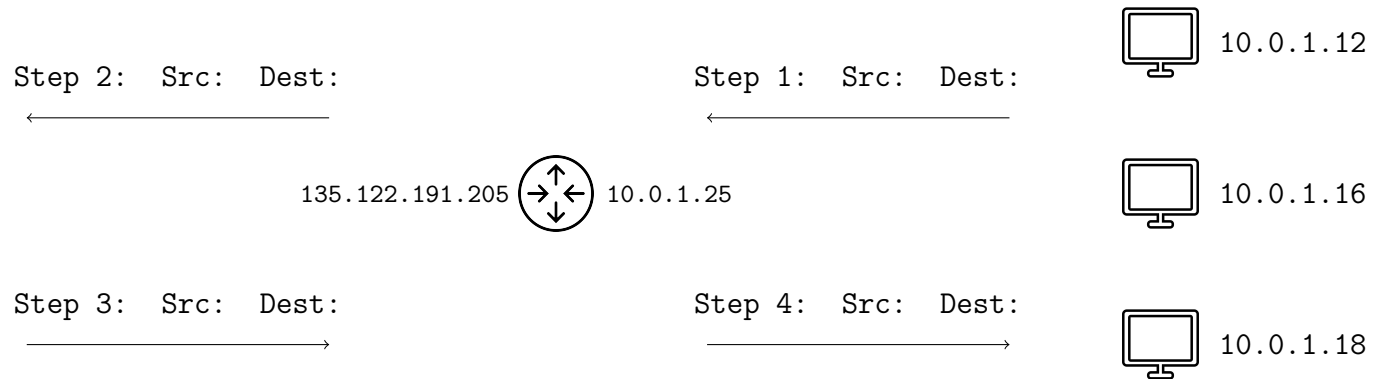 10.0.1.12
Step 2: Src: Dest:
Step 1: Src: Dest:
135.122.191.205
10.0.1.25
10.0.1.16
Step 3: Src: Dest:
Step 4: Src: Dest:
10.0.1.18